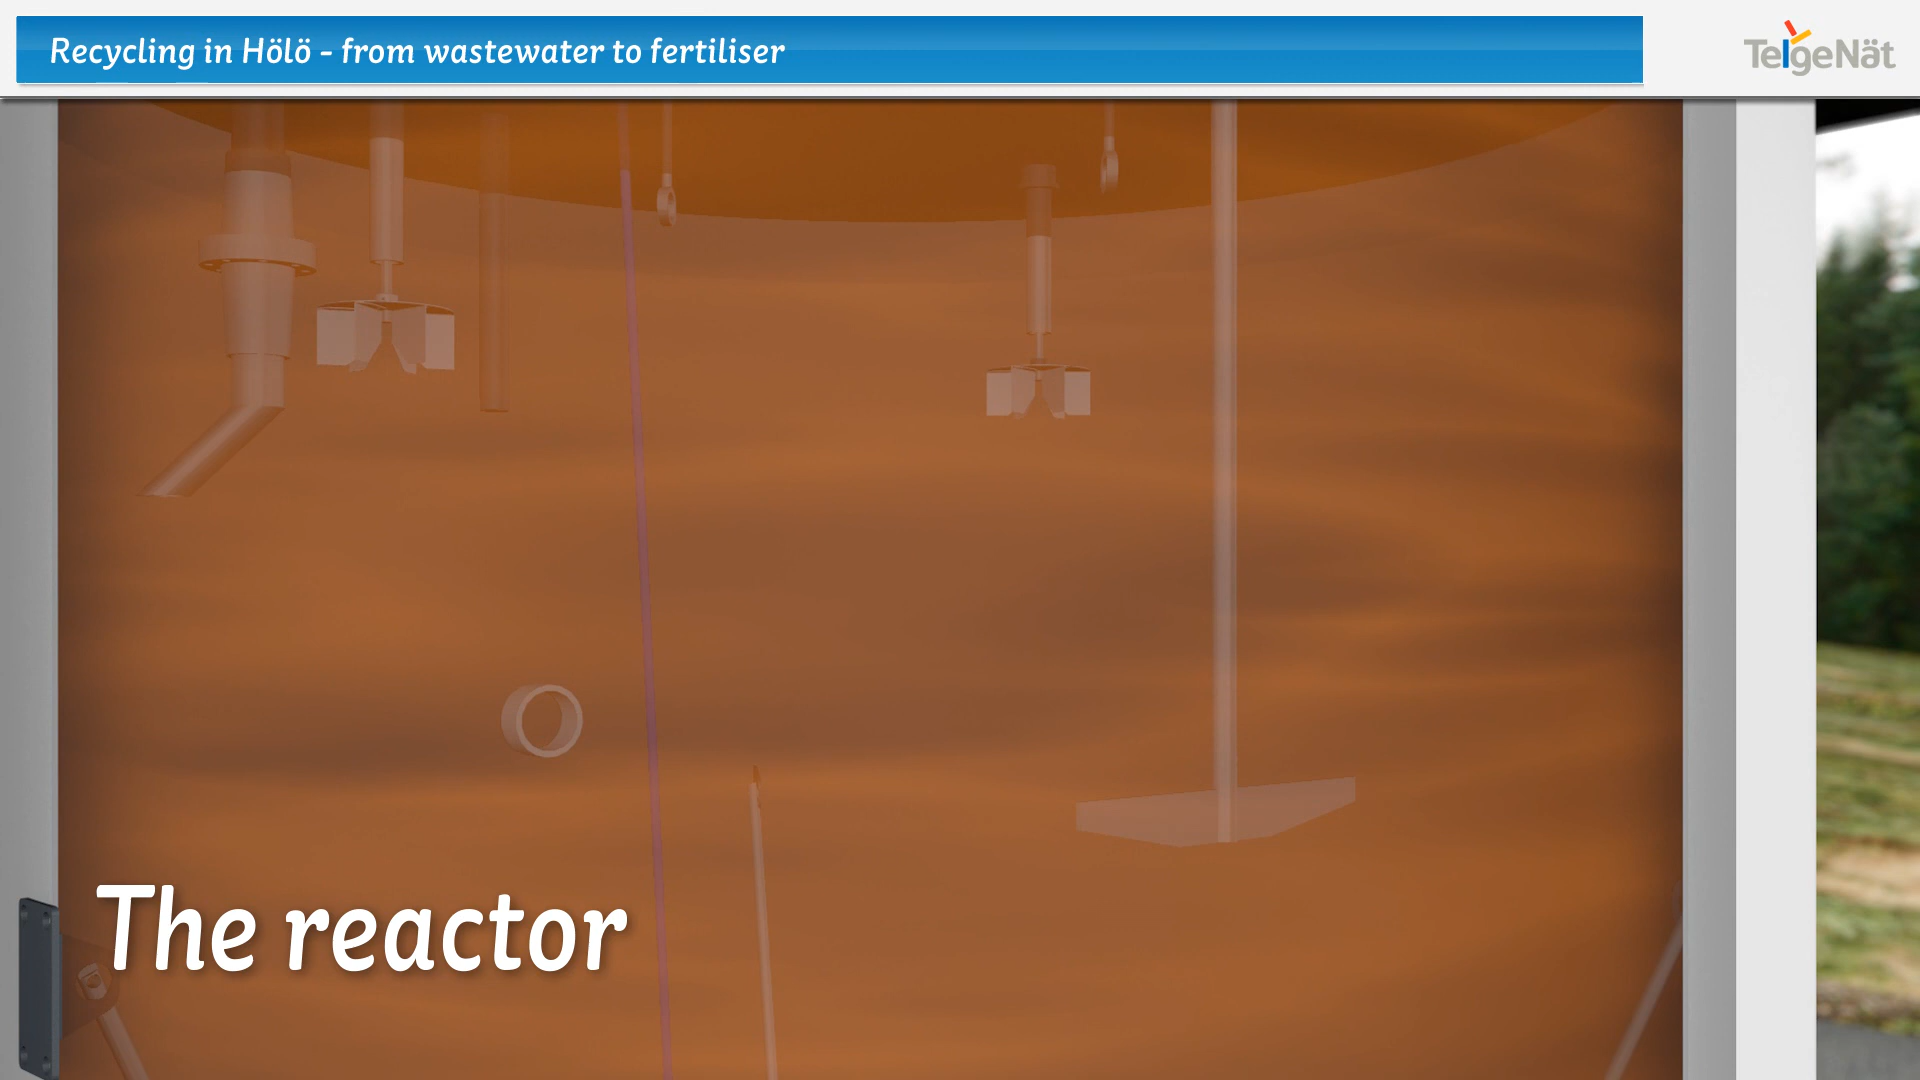 Recycling in Hölö - from wastewater to fertiliser
TelgeNät
The reactor